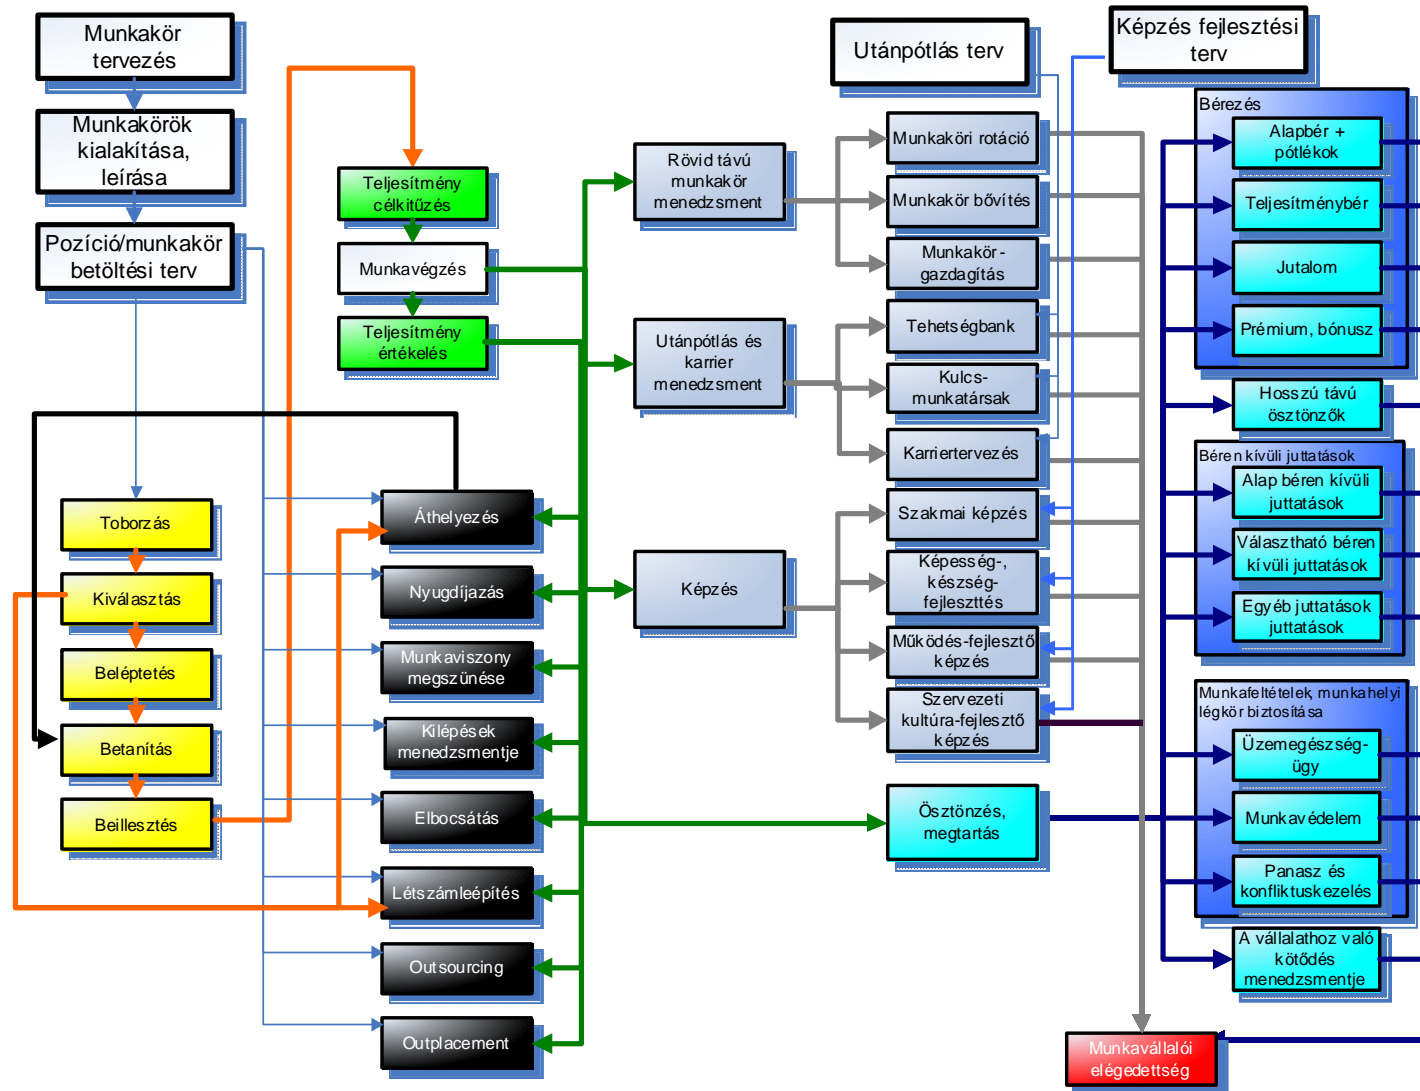 Munkakör
tervezés
Munkakörök
kialakítása,
leírása
Pozíció/munkakör
betöltési terv
Toborzás
Kiválasztás
Beléptetés
Betanítás
Beillesztés
Teljesítmény
célkitűzés
Munkavégzés
Teljesítmény
értékelés
Áthelyezés
Nyugdíjazás
Munkaviszony
megszünése
Kilépések
menedzsmentje
Elbocsátás
Létszámleépítés
Outsourcing
Outplacement
Rövid távú
munkakör
menedzsment
Utánpótlás és
karrier
menedzsment
Képzés
Utánpótlás terv
Munkaköri rotáció
Munkakör bővítés
Munkakör-
gazdagítás
Tehetségbank
Kulcs-
munkatársak
Karriertervezés
Szakmai képzés
Képesség-,
készség-
fejleszttés
Működés-fejlesztő
képzés
Szervezeti
kultúra-fejlesztő
képzés
Ösztönzés,
megtartás
Képzés fejlesztési
terv
Bérezés
Alapbér +
pótlékok
Teljesítménybér
Jutalom
Prémium, bónusz
Hosszú távú
ösztönzők
Béren kívüli juttatások
Alap béren kívüli
juttatások
Választható béren
kívüli juttatások
Egyéb juttatások
juttatások
Munkafeltételek, munkahelyi
légkör biztosítása
Üzemegészség-
ügy
Munkavédelem
Panasz és
konfliktuskezelés
A vállalathoz való
kötődés
menedzsmentje
Munkavállalói
elégedettség